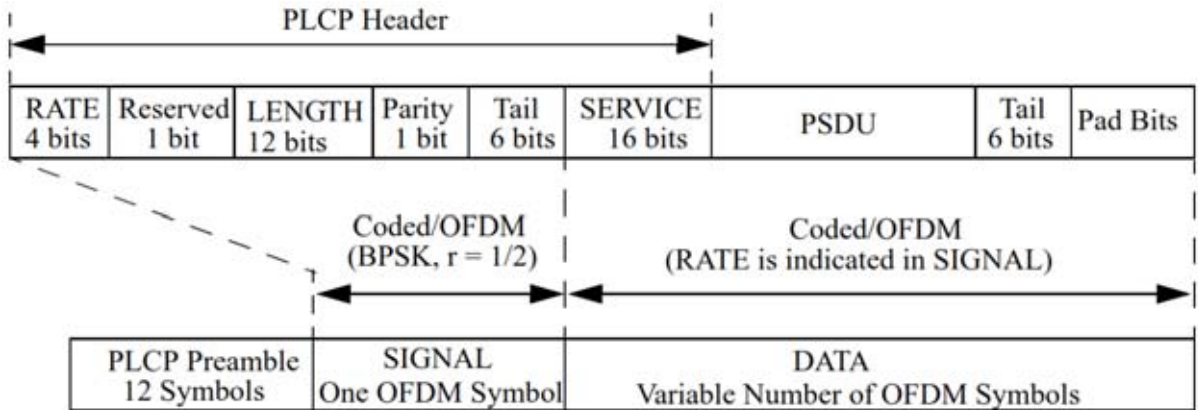 PLCP Header
RATE Reserved LENGTH Parity Tail SERVICE PSDU Tail Pad Bits
4 bits 1 bit 12 bits 1 bit 6 bits 16 bits 6 bits
Coded/OFDM Coded/OFDM
(BPSK, r = 1/2) (RATE is indicated in SIGNAL)
PLCP Preamble SIGNAL DATA
12 Symbols One OFDM Symbol Variable Number of OFDM Symbols